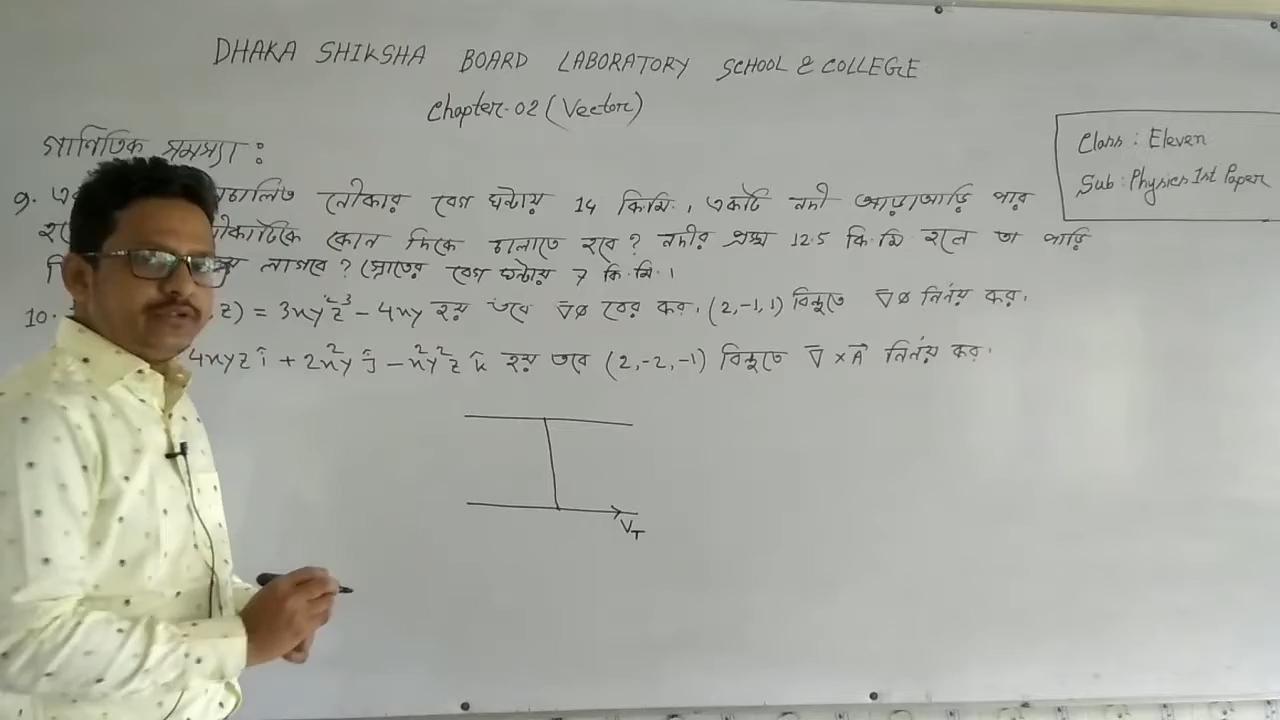 DHAKA SHIKSHA BOARD LABORATORY SCHOOL & COLLEGE
Chapter-02 (Vector)
Class : Eleven
Sub : Physics 1st Paper
গাণিতিক সমস্যা :
9. নৌকার বেগ ঘন্টায় 14 কি.মি. । একটি নদী আড়াআড়ি পার
কোন দিকে চালাতে হবে ? নদীর প্রস্থ 12.5 কি.মি হলে তা পাড়ি
লাগবে ? স্রোতের বেগ ঘন্টায় 7 কি.মি. ।
10. z) = 3xy²z³ - 4xy হয় তবে ∇̄Ø বের কর । (2,-1,1) বিন্দুতে ∇̄Ø নির্নয় কর ।
4xyz î + 2x²y ĵ - x²y²z k̂ হয় তবে (2,-2,-1) বিন্দুতে ∇̄ × A⃗ নির্নয় কর ।
V_T